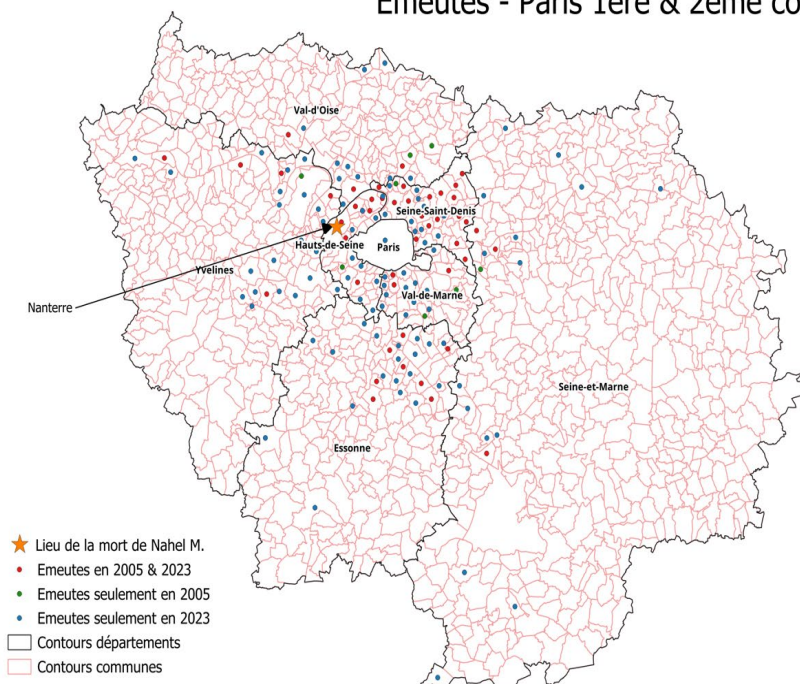 Emeutes - Paris 1ère & 2ème co
Val-d'Oise
Seine-Saint-Denis
Hauts-de-Seine
Paris
Yvelines
Val-de-Marne
Nanterre
Seine-et-Marne
Essonne
Lieu de la mort de Nahel M.
Emeutes en 2005 & 2023
Emeutes seulement en 2005
Emeutes seulement en 2023
Contours départements
Contours communes